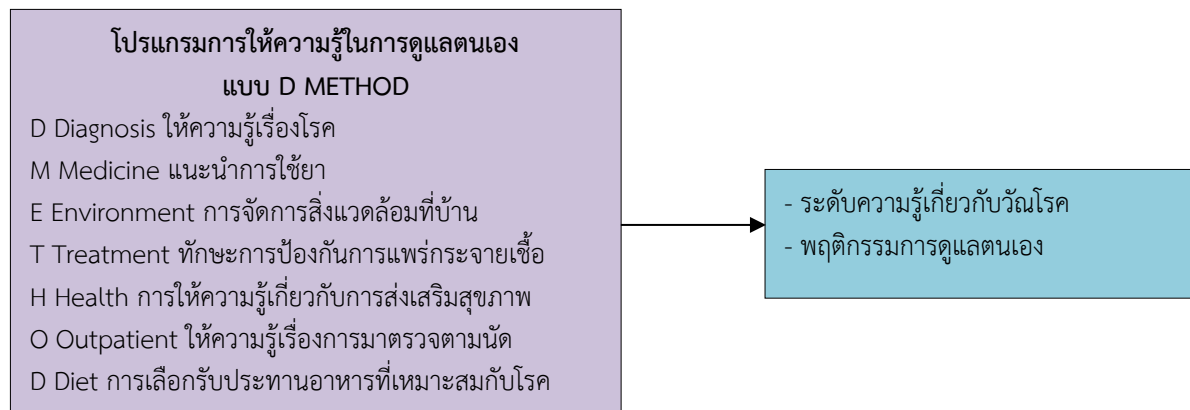 โปรแกรมการให้ความรู้ในการดูแลตนเอง
แบบ D METHOD
D Diagnosis ให้ความรู้เรื่องโรค
M Medicine แนะนำการใช้ยา
E Environment การจัดการสิ่งแวดล้อมที่บ้าน
T Treatment ทักษะการป้องกันการแพร่กระจายเชื้อ
H Health การให้ความรู้เกี่ยวกับการส่งเสริมสุขภาพ
O Outpatient ให้ความรู้เรื่องการมาตรวจตามนัด
D Diet การเลือกรับประทานอาหารที่เหมาะสมกับโรค
- ระดับความรู้เกี่ยวกับวัณโรค
- พฤติกรรมการดูแลตนเอง